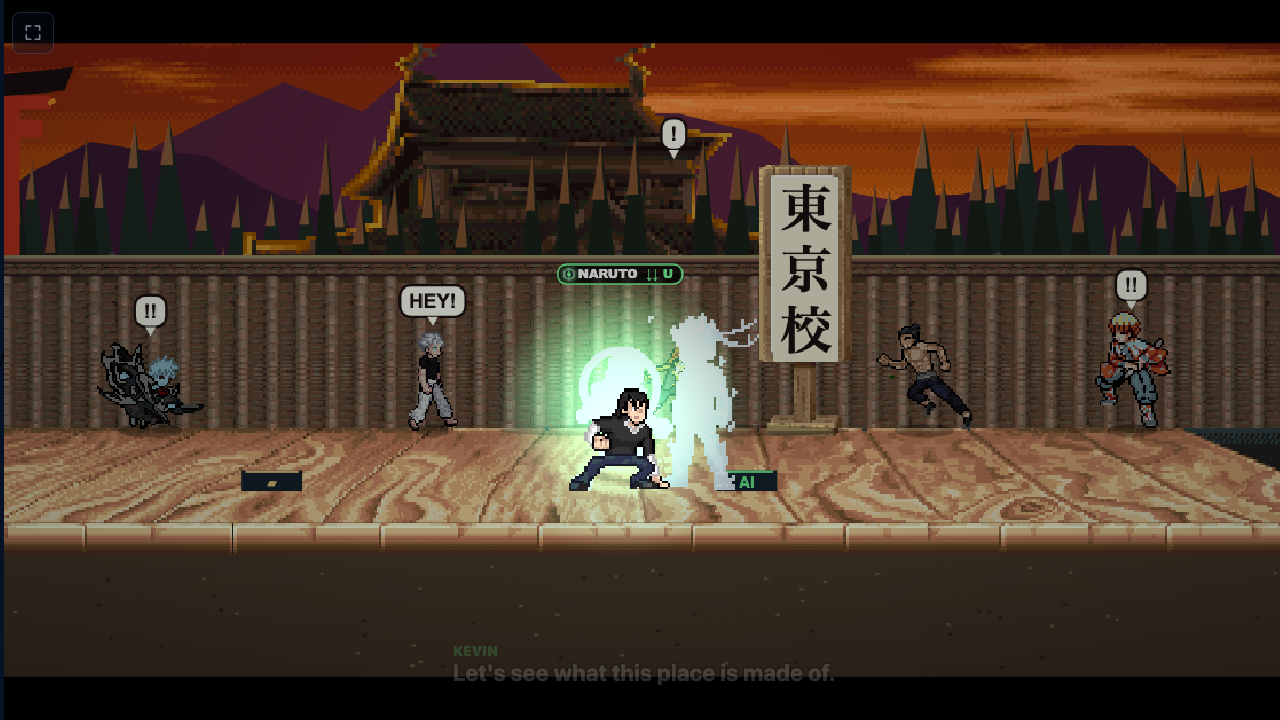 !
東
京
校
NARUTO ↓↓ U
!!
HEY!
!!
AI
KEVIN
Let's see what this place is made of.